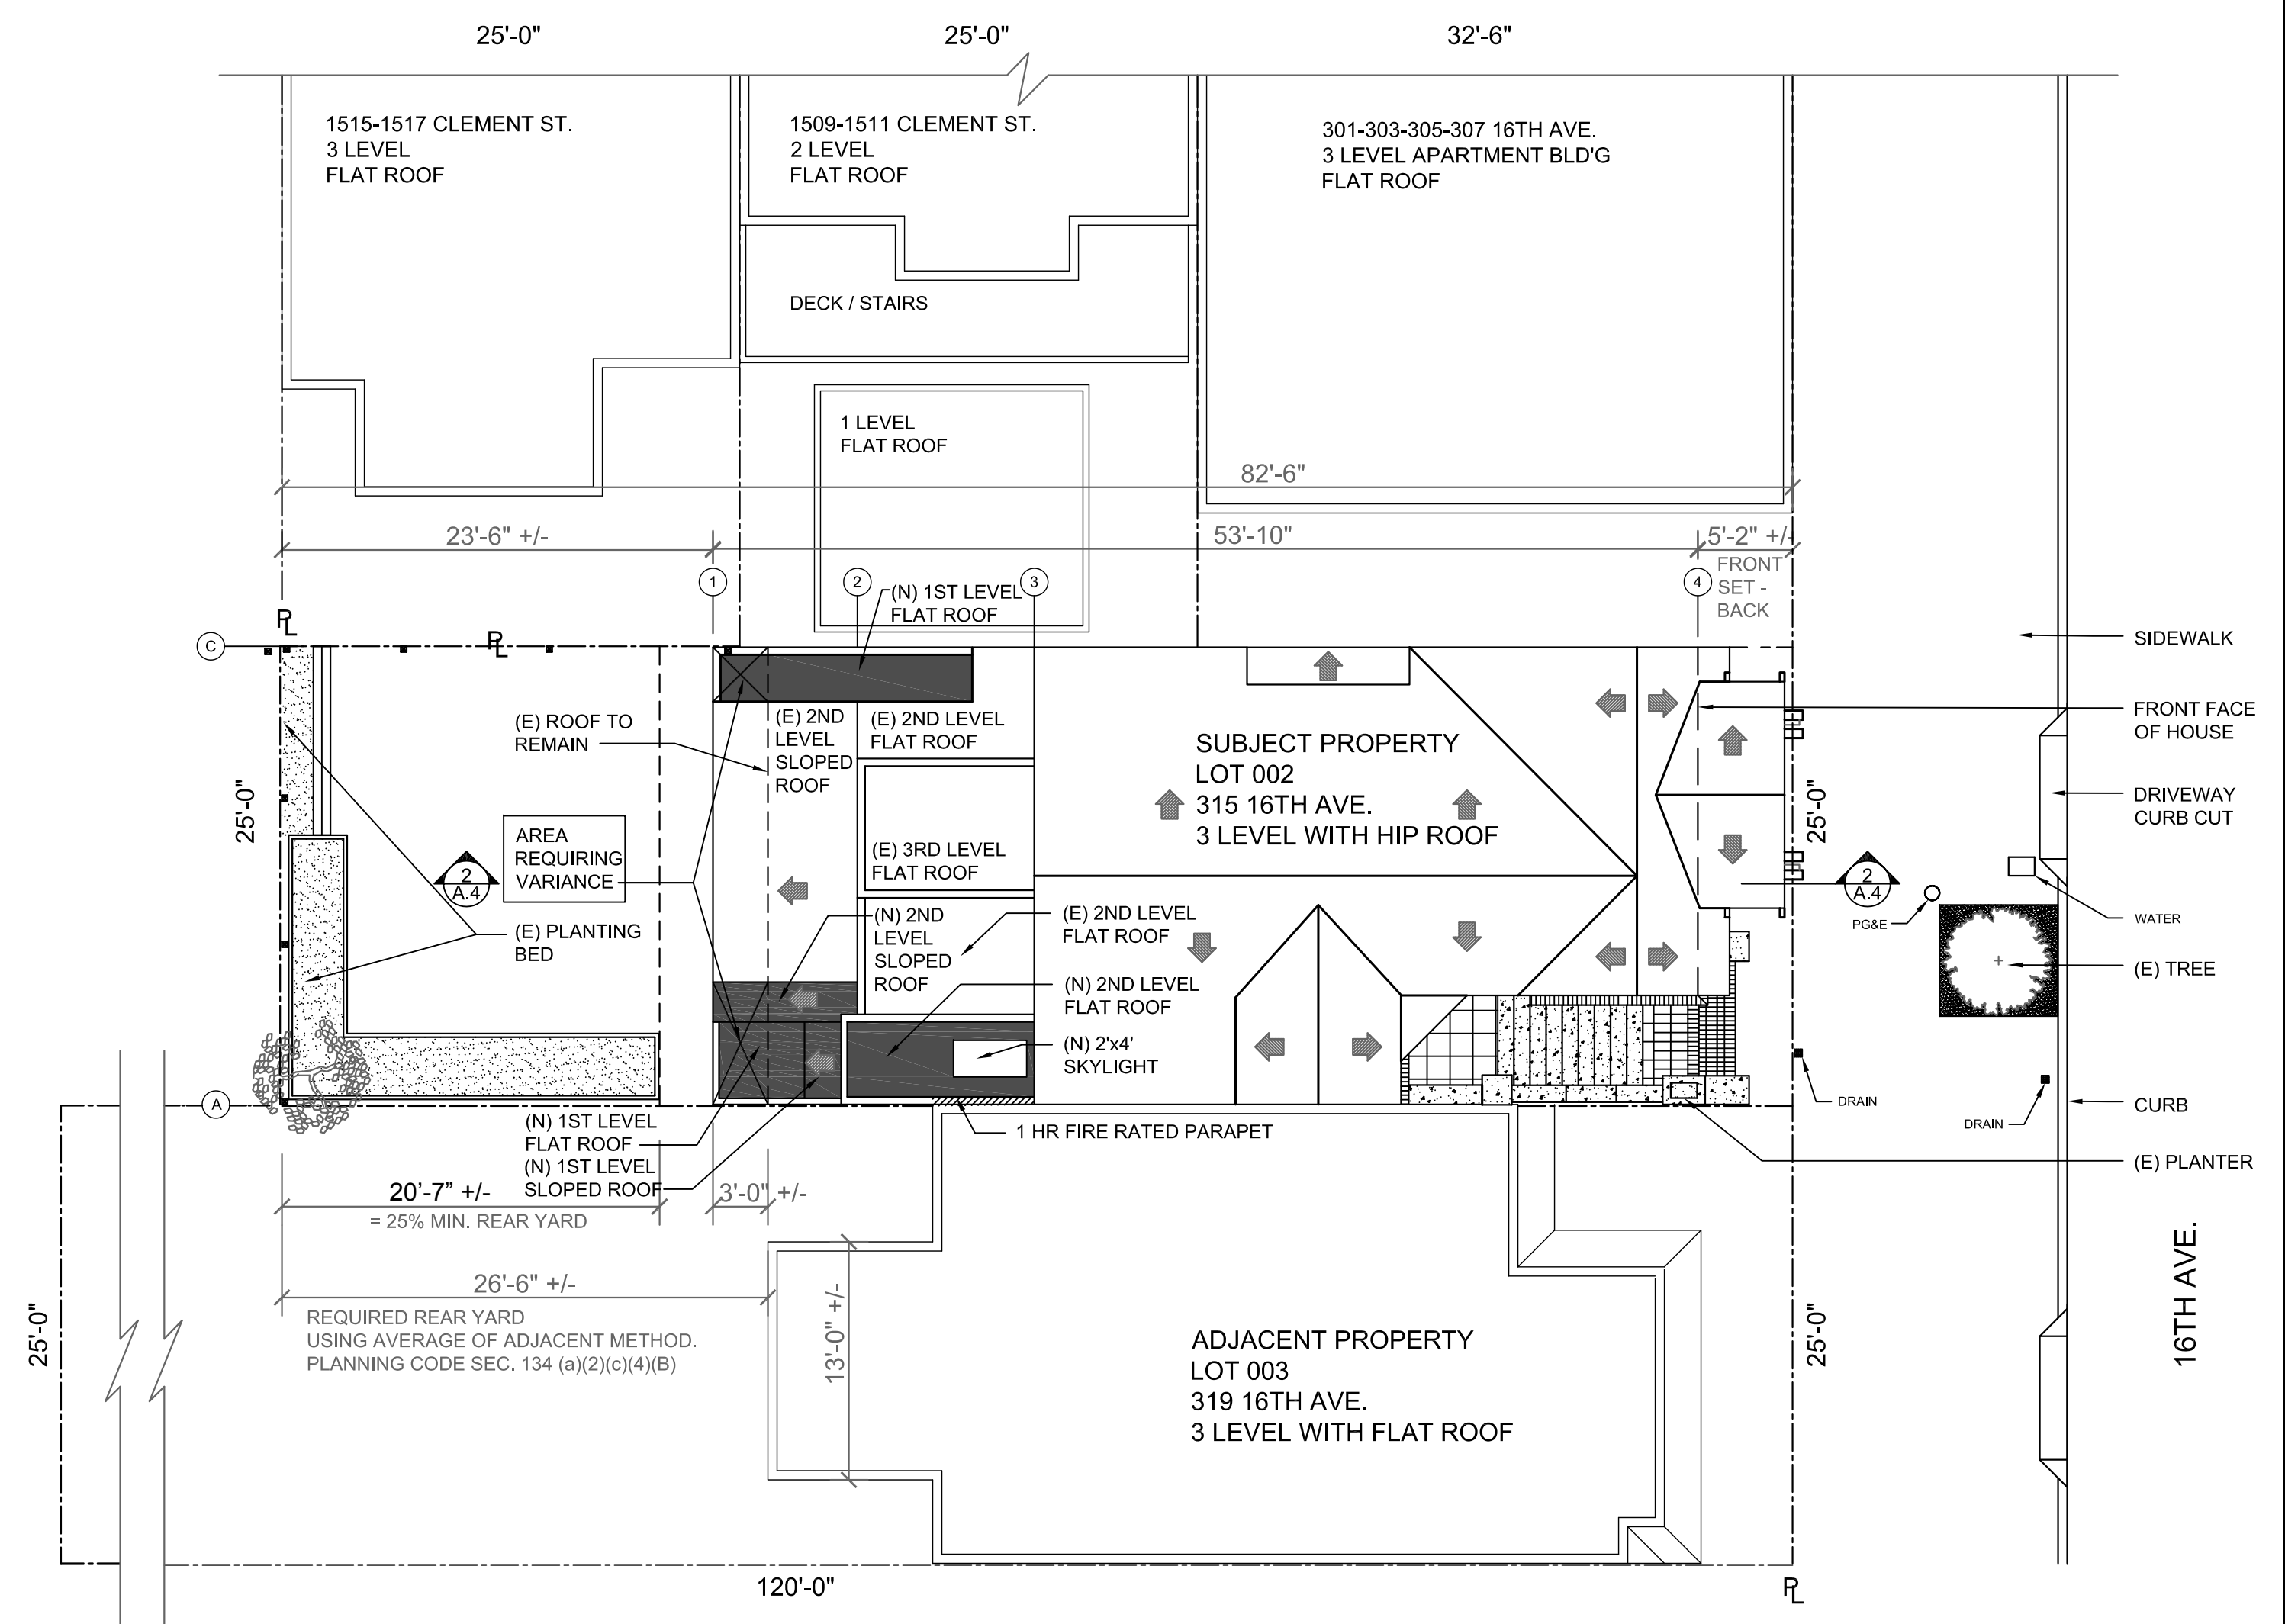 25'-0"
25'-0"
32'-6"
1515-1517 CLEMENT ST.
3 LEVEL
FLAT ROOF
1509-1511 CLEMENT ST.
2 LEVEL
FLAT ROOF
301-303-305-307 16TH AVE.
3 LEVEL APARTMENT BLD'G
FLAT ROOF
DECK / STAIRS
1 LEVEL
FLAT ROOF
82'-6"
23'-6" +/-
53'-10"
5'-2" +/-
FRONT
SET -
BACK
1
2
3
4
(N) 1ST LEVEL
FLAT ROOF
PL
PL
C
SIDEWALK
(E) ROOF TO
REMAIN
(E) 2ND
LEVEL
SLOPED
ROOF
(E) 2ND LEVEL
FLAT ROOF
SUBJECT PROPERTY
LOT 002
315 16TH AVE.
3 LEVEL WITH HIP ROOF
FRONT FACE
OF HOUSE
25'-0"
25'-0"
DRIVEWAY
CURB CUT
AREA
REQUIRING
VARIANCE
(E) 3RD LEVEL
FLAT ROOF
2
A.4
2
A.4
(E) PLANTING
BED
(N) 2ND
LEVEL
SLOPED
ROOF
(E) 2ND LEVEL
FLAT ROOF
(N) 2ND LEVEL
FLAT ROOF
(N) 2'x4'
SKYLIGHT
PG&E
WATER
(E) TREE
A
DRAIN
DRAIN
CURB
(N) 1ST LEVEL
FLAT ROOF
(N) 1ST LEVEL
SLOPED ROOF
1 HR FIRE RATED PARAPET
(E) PLANTER
20'-7” +/-
= 25% MIN. REAR YARD
3'-0" +/-
26'-6" +/-
REQUIRED REAR YARD
USING AVERAGE OF ADJACENT METHOD.
PLANNING CODE SEC. 134 (a)(2)(c)(4)(B)
25'-0"
13'-0" +/-
ADJACENT PROPERTY
LOT 003
319 16TH AVE.
3 LEVEL WITH FLAT ROOF
25'-0"
16TH AVE.
120'-0"
PL